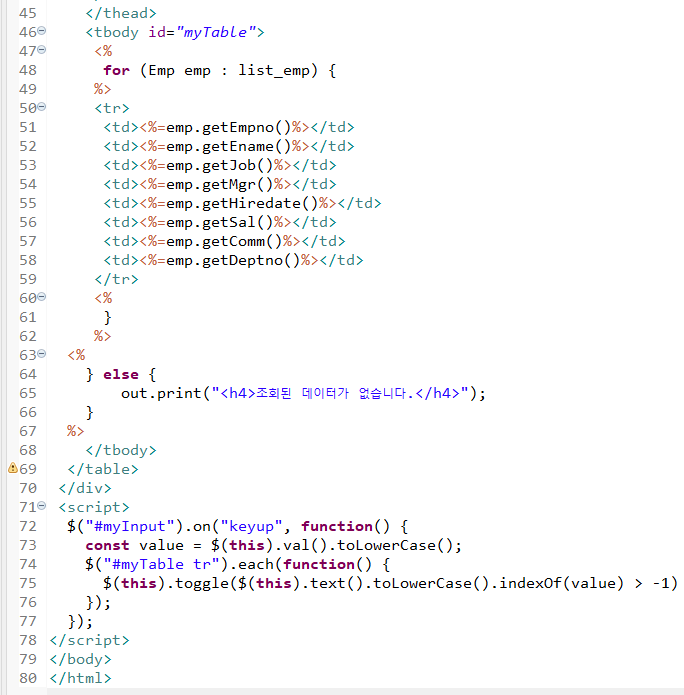 45 </thead>
46 <tbody id="myTable">
47 <%
48 for (Emp emp : list_emp) {
49 %>
50 <tr>
51 <td><%=emp.getEmpno()%></td>
52 <td><%=emp.getEname()%></td>
53 <td><%=emp.getJob()%></td>
54 <td><%=emp.getMgr()%></td>
55 <td><%=emp.getHiredate()%></td>
56 <td><%=emp.getSal()%></td>
57 <td><%=emp.getComm()%></td>
58 <td><%=emp.getDeptno()%></td>
59 </tr>
60 <%
61 }
62 %>
63 <%
64 } else {
65 out.print("<h4>조회된 데이터가 없습니다.</h4>");
66 }
67 %>
68 </tbody>
69 </table>
70 </div>
71 <script>
72 $("#myInput").on("keyup", function() {
73 const value = $(this).val().toLowerCase();
74 $("#myTable tr").each(function() {
75 $(this).toggle($(this).text().toLowerCase().indexOf(value) > -1)
76 });
77 });
78 </script>
79 </body>
80 </html>